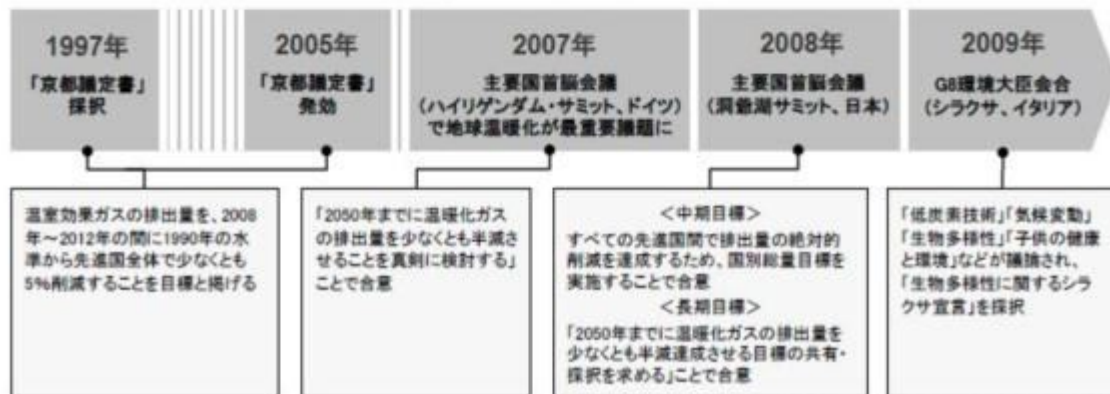 1997年
「京都議定書」
採択
2005年
「京都議定書」
発効
2007年
主要国首脳会議
(ハイリゲンダム・サミット、ドイツ)
で地球温暖化が最重要議題に
2008年
主要国首脳会議
(洞爺湖サミット、日本)
2009年
G8環境大臣会合
(シラクサ、イタリア)
温室効果ガスの排出量を、2008
年～2012年の間に1990年の水
準から先進国全体で少なくとも
5%削減することを目標と掲げる
「2050年までに温暖化ガス
の排出量を少なくとも半減さ
せることを真剣に検討する」
ことで合意
＜中期目標＞
すべての先進国間で排出量の絶対的
削減を達成するため、国別総量目標を
実施することで合意
＜長期目標＞
「2050年までに温暖化ガスの排出量を
少なくとも半減達成させる目標の共有・
採択を求める」ことで合意
「低炭素技術」「気候変動」
「生物多様性」「子供の健康
と環境」などが議論され、
「生物多様性に関するシラ
クサ宣言」を採択